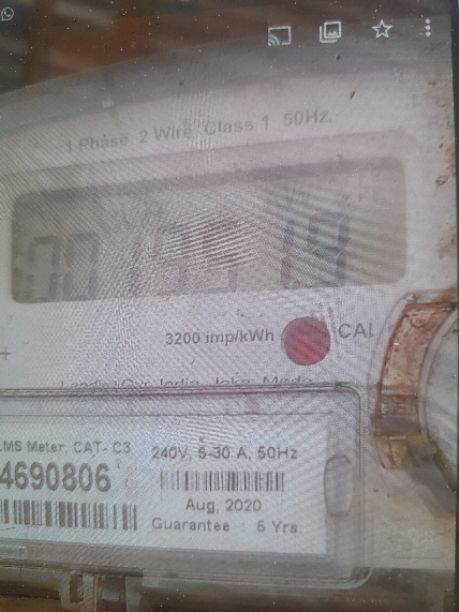 1 Phase 2 Wire Class 1 50Hz.
3200 imp/kWh CAL
LMS Meter, CAT- C3
4690806
240V, 5-30 A, 50Hz
Aug, 2020
Guarantee : 5 Yrs.